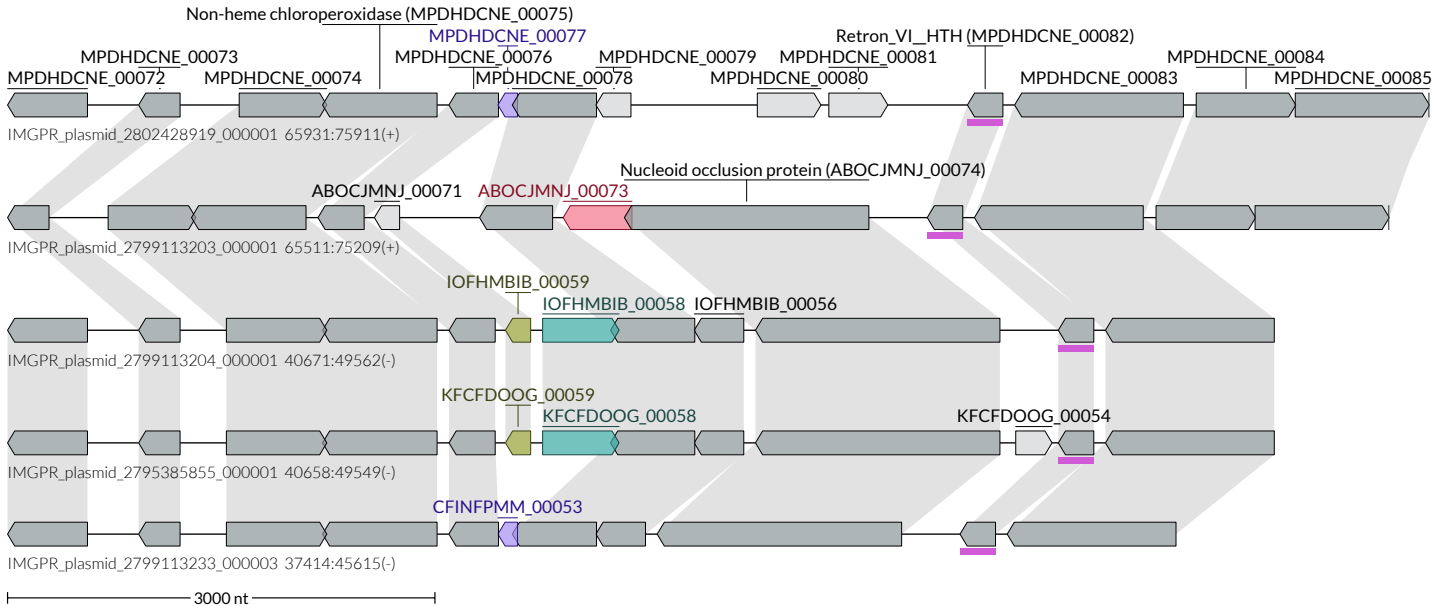 Non-heme chloroperoxidase (MPDHDCNE_00075)
MPDHDCNE_00077 Retron_VI__HTH (MPDHDCNE_00082)
MPDHDCNE_00073 MPDHDCNE_00076 MPDHDCNE_00079 MPDHDCNE_00081 MPDHDCNE_00084
MPDHDCNE_00072 MPDHDCNE_00074 MPDHDCNE_00078 MPDHDCNE_00080 MPDHDCNE_00083 MPDHDCNE_00085
IMGPR_plasmid_2802428919_000001 65931:75911(+)
Nucleoid occlusion protein (ABOCJMNJ_00074)
ABOCJMNJ_00071 ABOCJMNJ_00073
IMGPR_plasmid_2799113203_000001 65511:75209(+)
IOFHMBIB_00059
IOFHMBIB_00058 IOFHMBIB_00056
IMGPR_plasmid_2799113204_000001 40671:49562(-)
KFCFDOOG_00059
KFCFDOOG_00058 KFCFDOOG_00054
IMGPR_plasmid_2795385855_000001 40658:49549(-)
CFINFPMM_00053
IMGPR_plasmid_2799113233_000003 37414:45615(-)
3000 nt